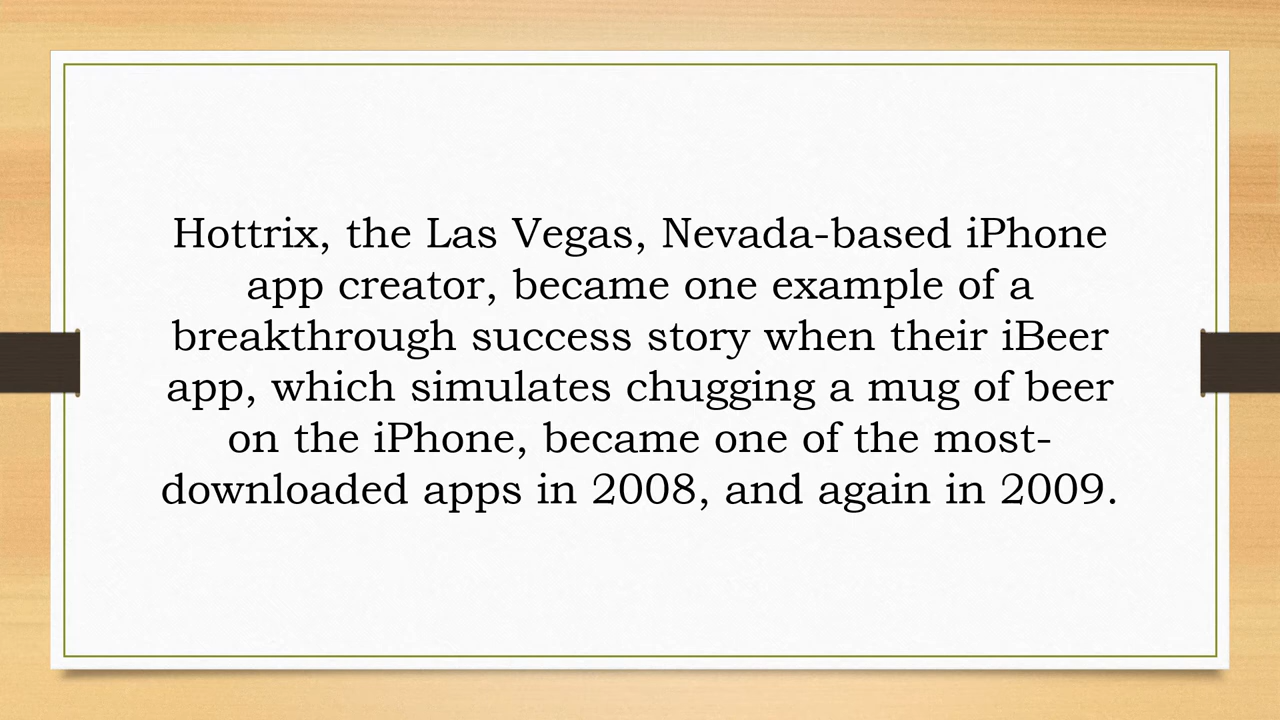 Hottrix, the Las Vegas, Nevada-based iPhone
app creator, became one example of a
breakthrough success story when their iBeer
app, which simulates chugging a mug of beer
on the iPhone, became one of the most-
downloaded apps in 2008, and again in 2009.